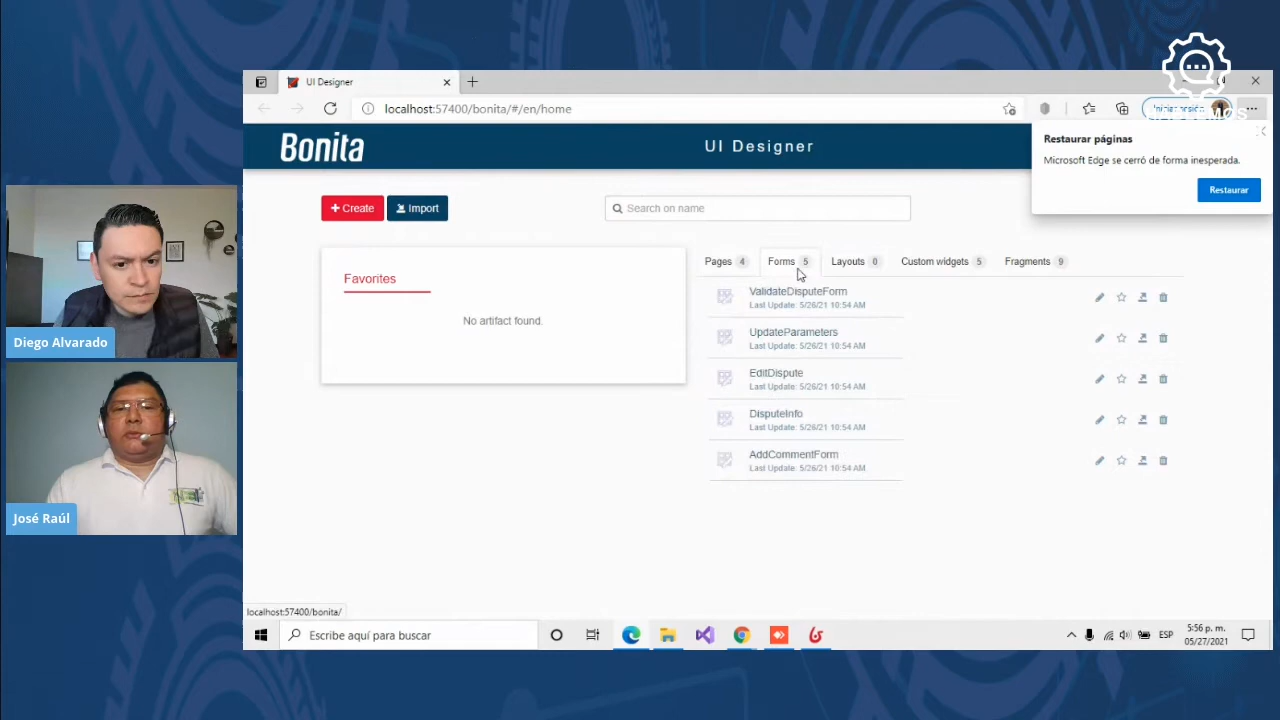 UI Designer
localhost:57400/bonita/#/en/home
Restaurar páginas
Microsoft Edge se cerró de forma inesperada.
Restaurar
Bonita
UI Designer
+ Create
Import
Search on name
Favorites
No artifact found.
Pages 4
Forms 5
Layouts 0
Custom widgets 5
Fragments 9
ValidateDisputeForm
Last Update: 5/26/21 10:54 AM
UpdateParameters
Last Update: 5/26/21 10:54 AM
EditDispute
Last Update: 5/26/21 10:54 AM
DisputeInfo
Last Update: 5/26/21 10:54 AM
AddCommentForm
Last Update: 5/26/21 10:54 AM
Diego Alvarado
José Raúl
localhost:57400/bonita/
Escribe aquí para buscar
ESP
5:56 p. m.
05/27/2021